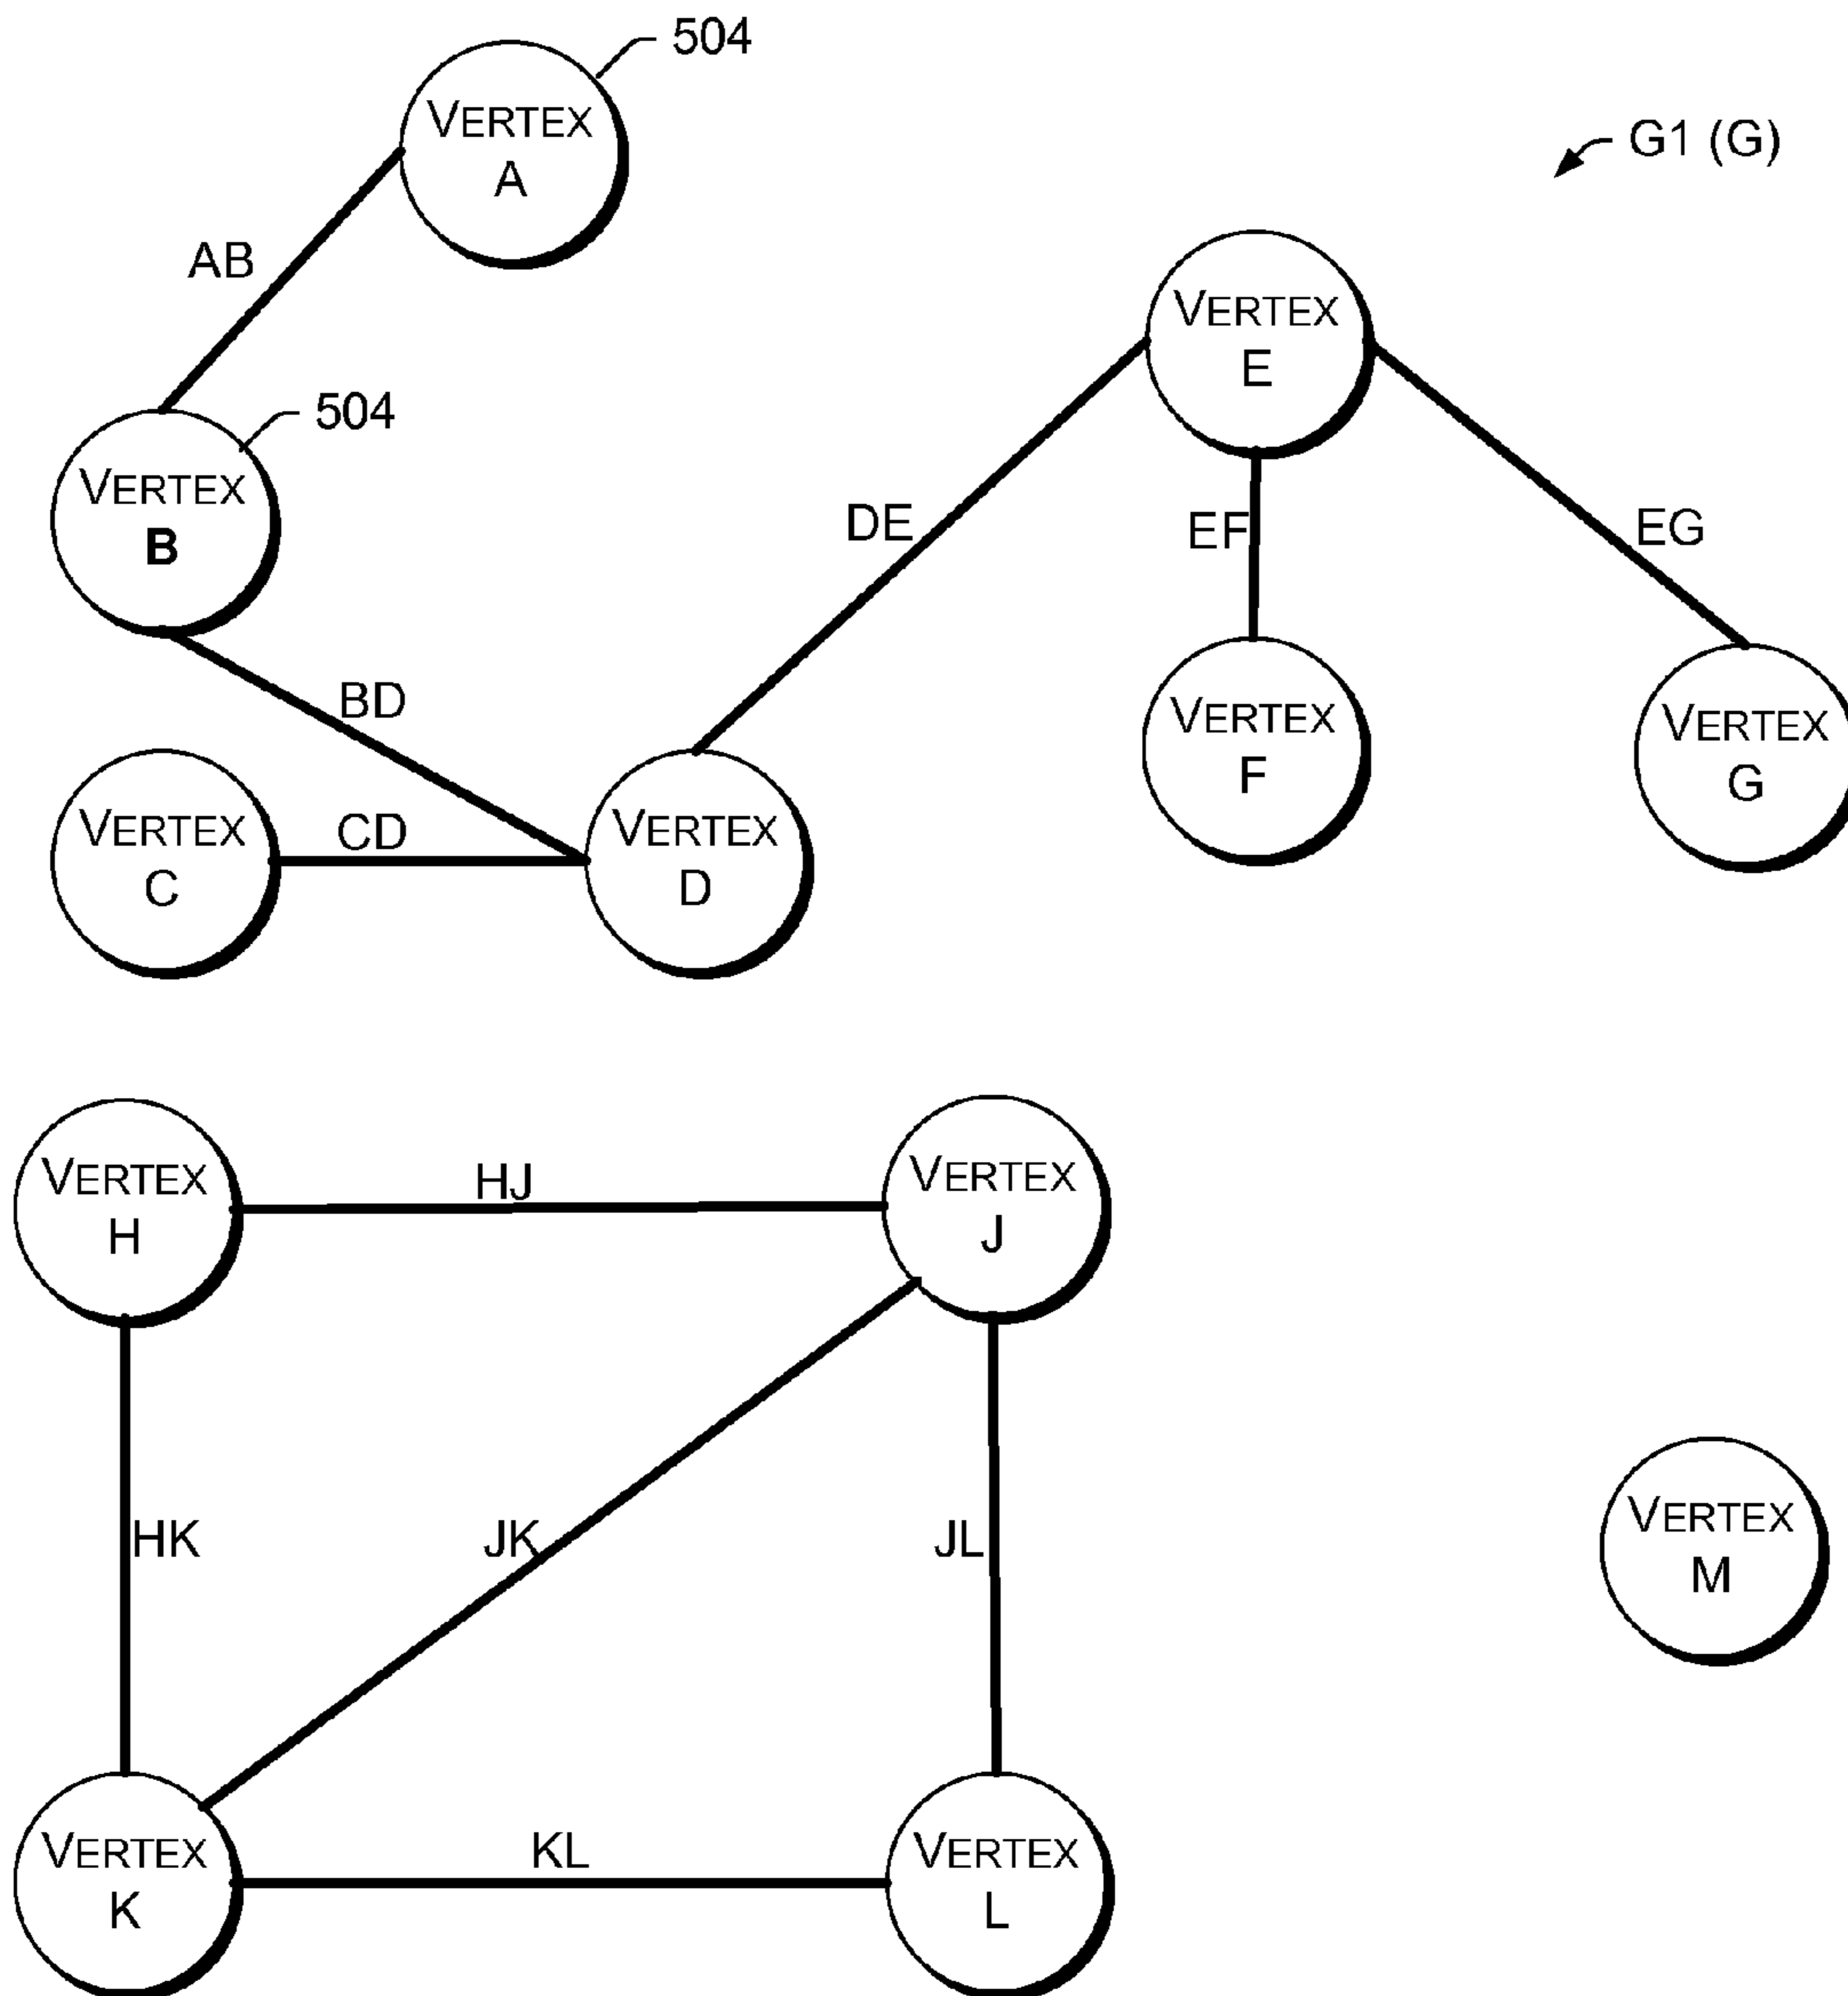 504
VERTEX
A
G1 (G)
AB
VERTEX
E
504
VERTEX
B
DE
EF
EG
BD
VERTEX
F
VERTEX
G
VERTEX
C
CD
VERTEX
D
VERTEX
H
HJ
VERTEX
J
HK
JK
JL
VERTEX
M
VERTEX
K
KL
VERTEX
L